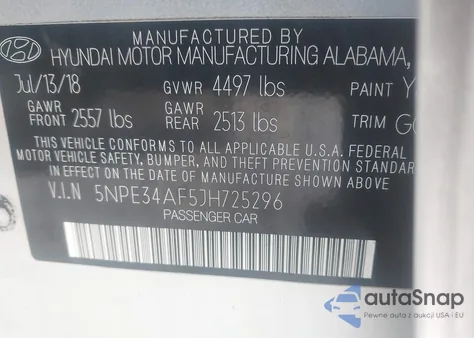 MANUFACTURED BY
HYUNDAI MOTOR MANUFACTURING ALABAMA,
Jul/13/18 GVWR 4497 lbs PAINT Y
GAWR FRONT 2557 lbs GAWR REAR 2513 lbs TRIM
THIS VEHICLE CONFORMS TO ALL APPLICABLE U.S.A. FEDERAL
MOTOR VEHICLE SAFETY, BUMPER, AND THEFT PREVENTION STANDARD
IN EFFECT ON THE DATE OF MANUFACTURE SHOWN ABOVE.
V.I.N 5NPE34AF5JH725296
PASSENGER CAR
autoSnap
Pewne auta z aukcji USA i EU